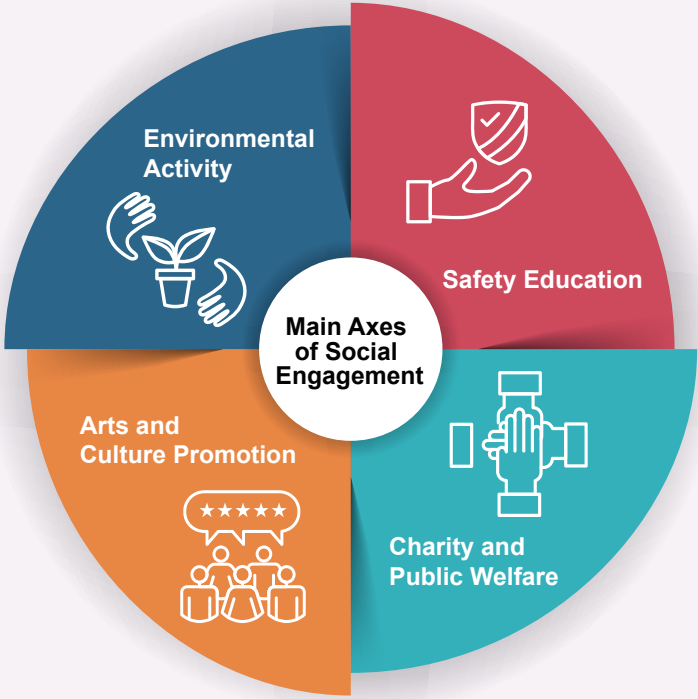 Environmental
Activity
Safety Education
Main Axes
of Social
Engagement
Arts and
Culture Promotion
Charity and
Public Welfare